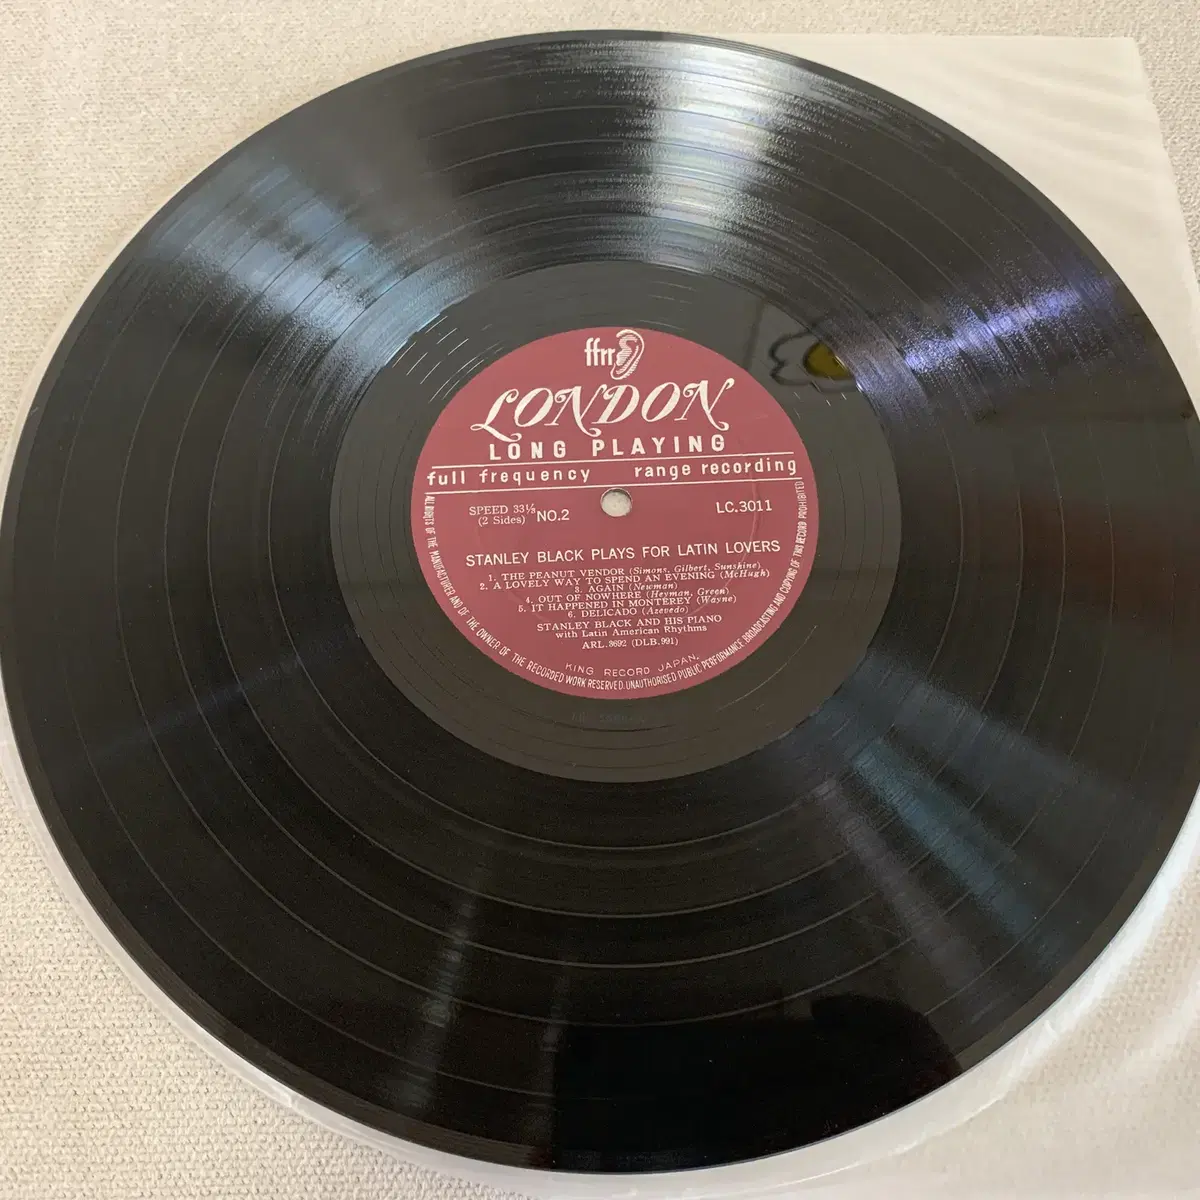 ffrr
LONDON
LONG PLAYING
full frequency range recording
SPEED 33⅓
(2 Sides) NO.2 LC.3011
STANLEY BLACK PLAYS FOR LATIN LOVERS
1. THE PEANUT VENDOR (Simons, Gilbert, Sunshine)
2. A LOVELY WAY TO SPEND AN EVENING (McHugh)
3. AGAIN (Newman)
4. OUT OF NOWHERE (Heyman, Green)
5. IT HAPPENED IN MONTEREY (Wayne)
6. DELICADO (Azevedo)
STANLEY BLACK AND HIS PIANO
with Latin American Rhythms
ARL.3692 (DLB.991)
KING RECORD JAPAN.
ALL RIGHTS OF THE MANUFACTURER AND OF THE OWNER OF THE RECORDED WORK RESERVED. UNAUTHORISED PUBLIC PERFORMANCE BROADCASTING AND COPYING OF THIS RECORD PROHIBITED